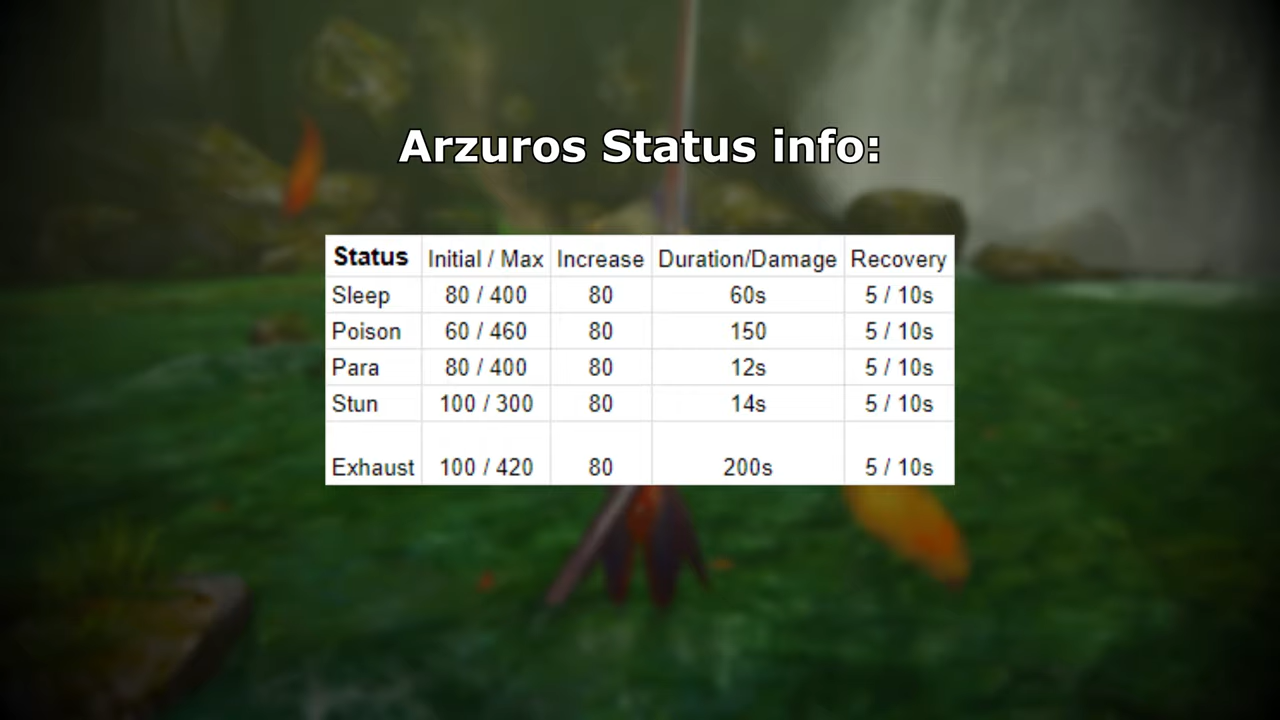 Arzuros Status info:
Status Initial / Max Increase Duration/Damage Recovery
Sleep 80 / 400 80 60s 5 / 10s
Poison 60 / 460 80 150 5 / 10s
Para 80 / 400 80 12s 5 / 10s
Stun 100 / 300 80 14s 5 / 10s
Exhaust 100 / 420 80 200s 5 / 10s